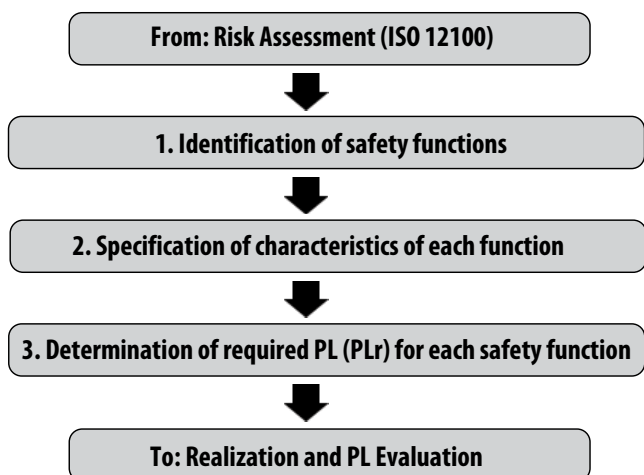 From: Risk Assessment (ISO 12100)
1. Identification of safety functions
2. Specification of characteristics of each function
3. Determination of required PL (PLr) for each safety function
To: Realization and PL Evaluation